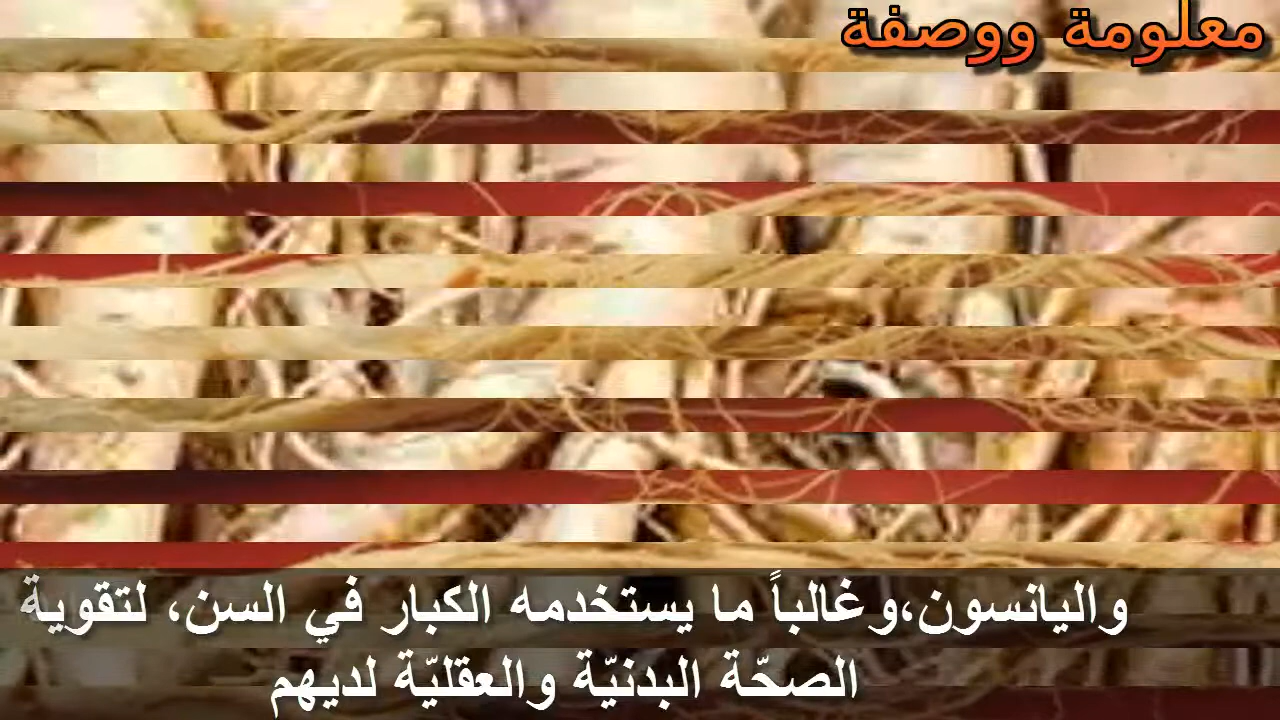 معلومة ووصفة
واليانسون،وغالباً ما يستخدمه الكبار في السن، لتقوية
الصحّة البدنيّة والعقليّة لديهم